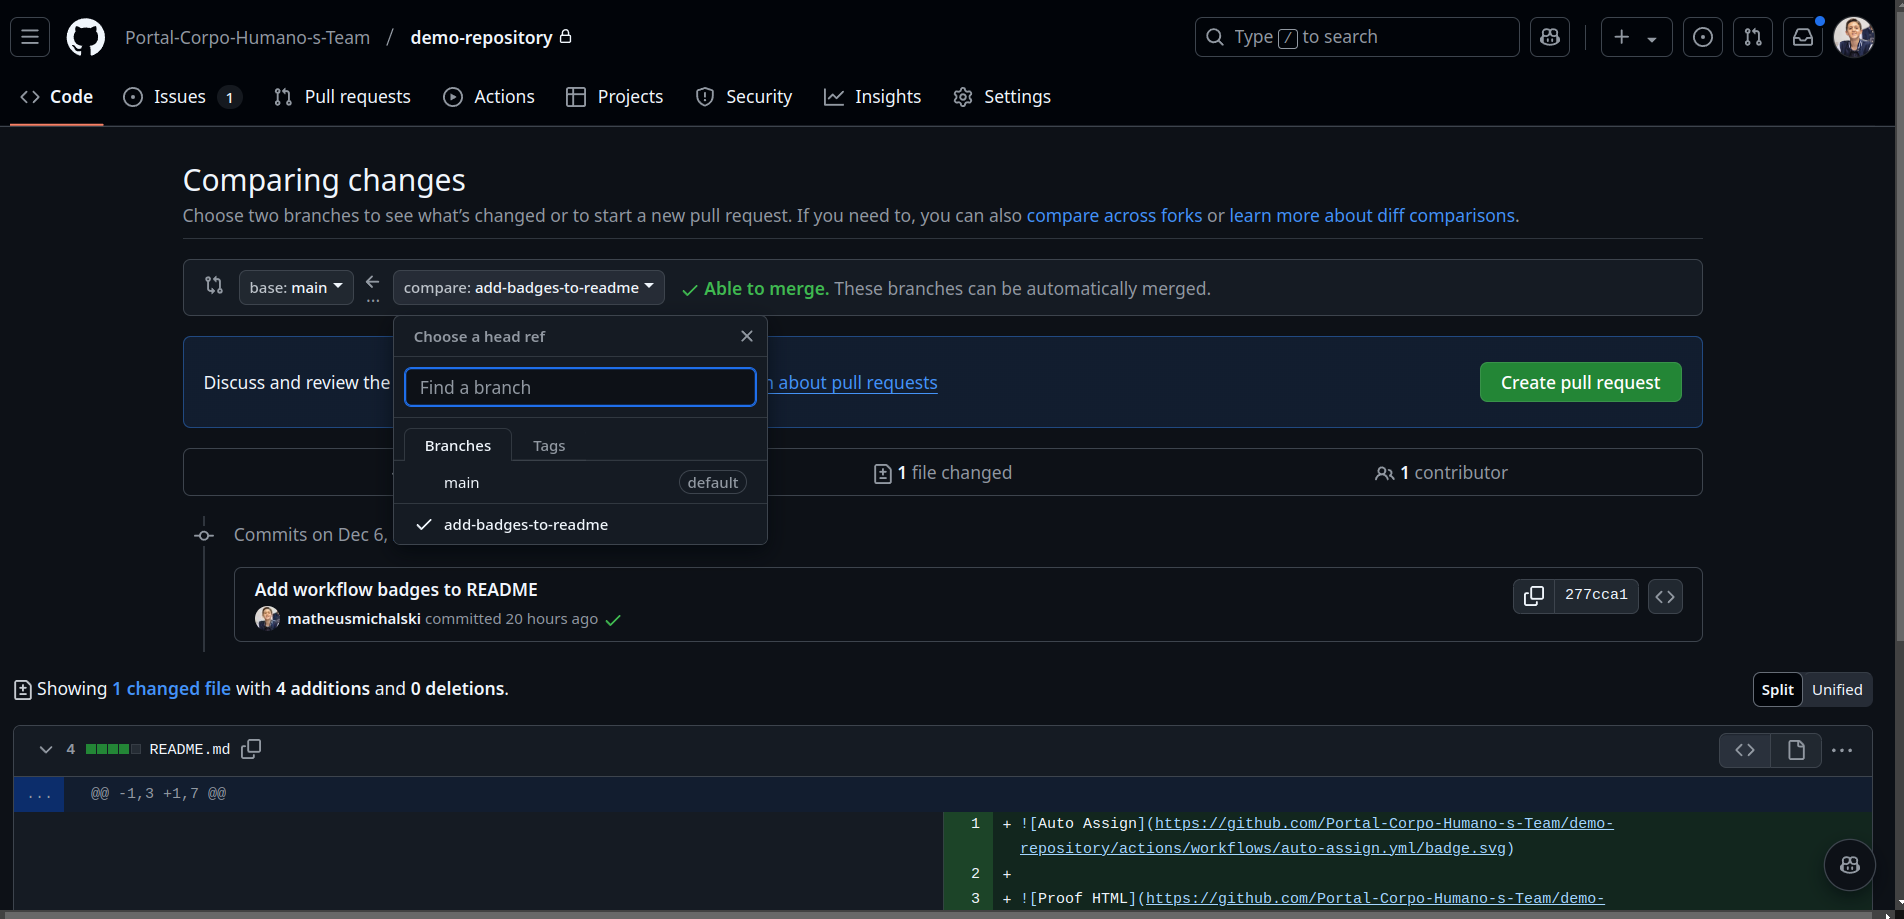 Portal-Corpo-Humano-s-Team / demo-repository
Type / to search
Code
Issues 1
Pull requests
Actions
Projects
Security
Insights
Settings
Comparing changes
Choose two branches to see what’s changed or to start a new pull request. If you need to, you can also compare across forks or learn more about diff comparisons.
base: main
...
compare: add-badges-to-readme
Able to merge. These branches can be automatically merged.
Choose a head ref
Find a branch
Branches
Tags
main default
add-badges-to-readme
Discuss and review the
about pull requests
Create pull request
1 file changed
1 contributor
Commits on Dec 6,
Add workflow badges to README
matheusmichalski committed 20 hours ago
277cca1
Showing 1 changed file with 4 additions and 0 deletions.
Split Unified
4 README.md
... @@ -1,3 +1,7 @@
1 + ![Auto Assign](https://github.com/Portal-Corpo-Humano-s-Team/demo-
repository/actions/workflows/auto-assign.yml/badge.svg)
2 +
3 + ![Proof HTML](https://github.com/Portal-Corpo-Humano-s-Team/demo-